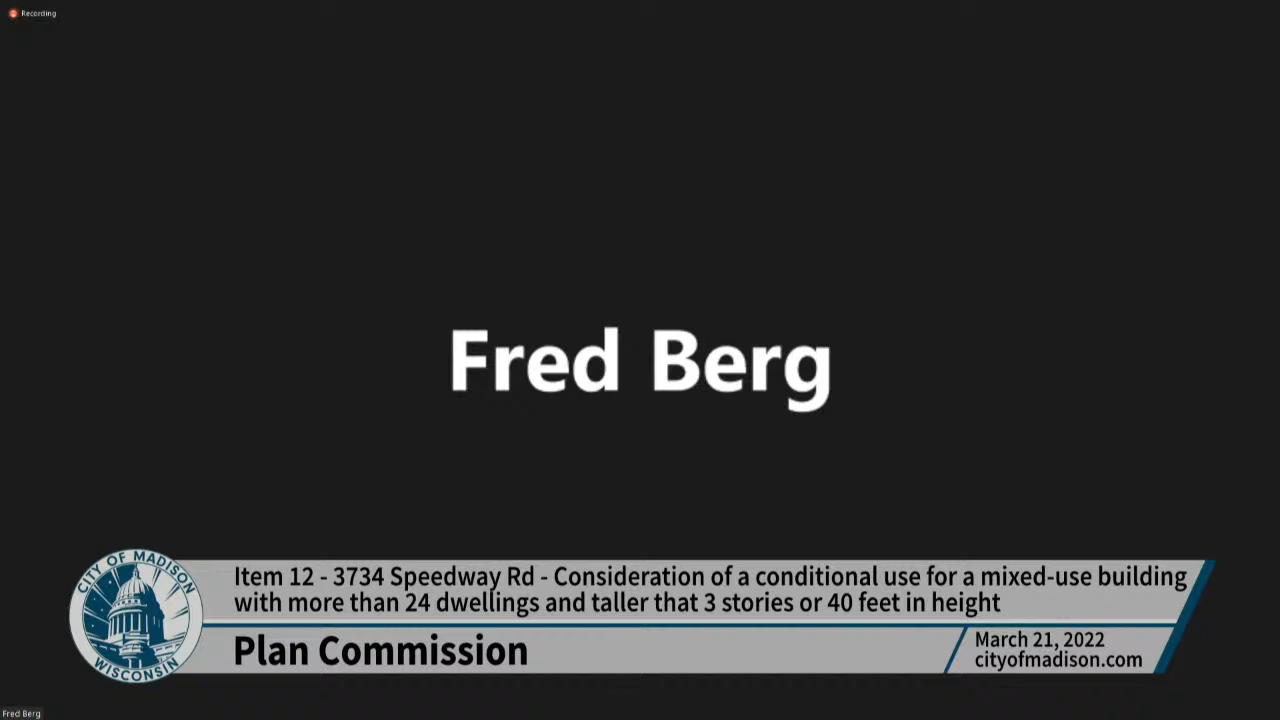 Recording
Fred Berg
CITY OF MADISON
WISCONSIN
Item 12 - 3734 Speedway Rd - Consideration of a conditional use for a mixed-use building
with more than 24 dwellings and taller that 3 stories or 40 feet in height
Plan Commission
March 21, 2022
cityofmadison.com
Fred Berg